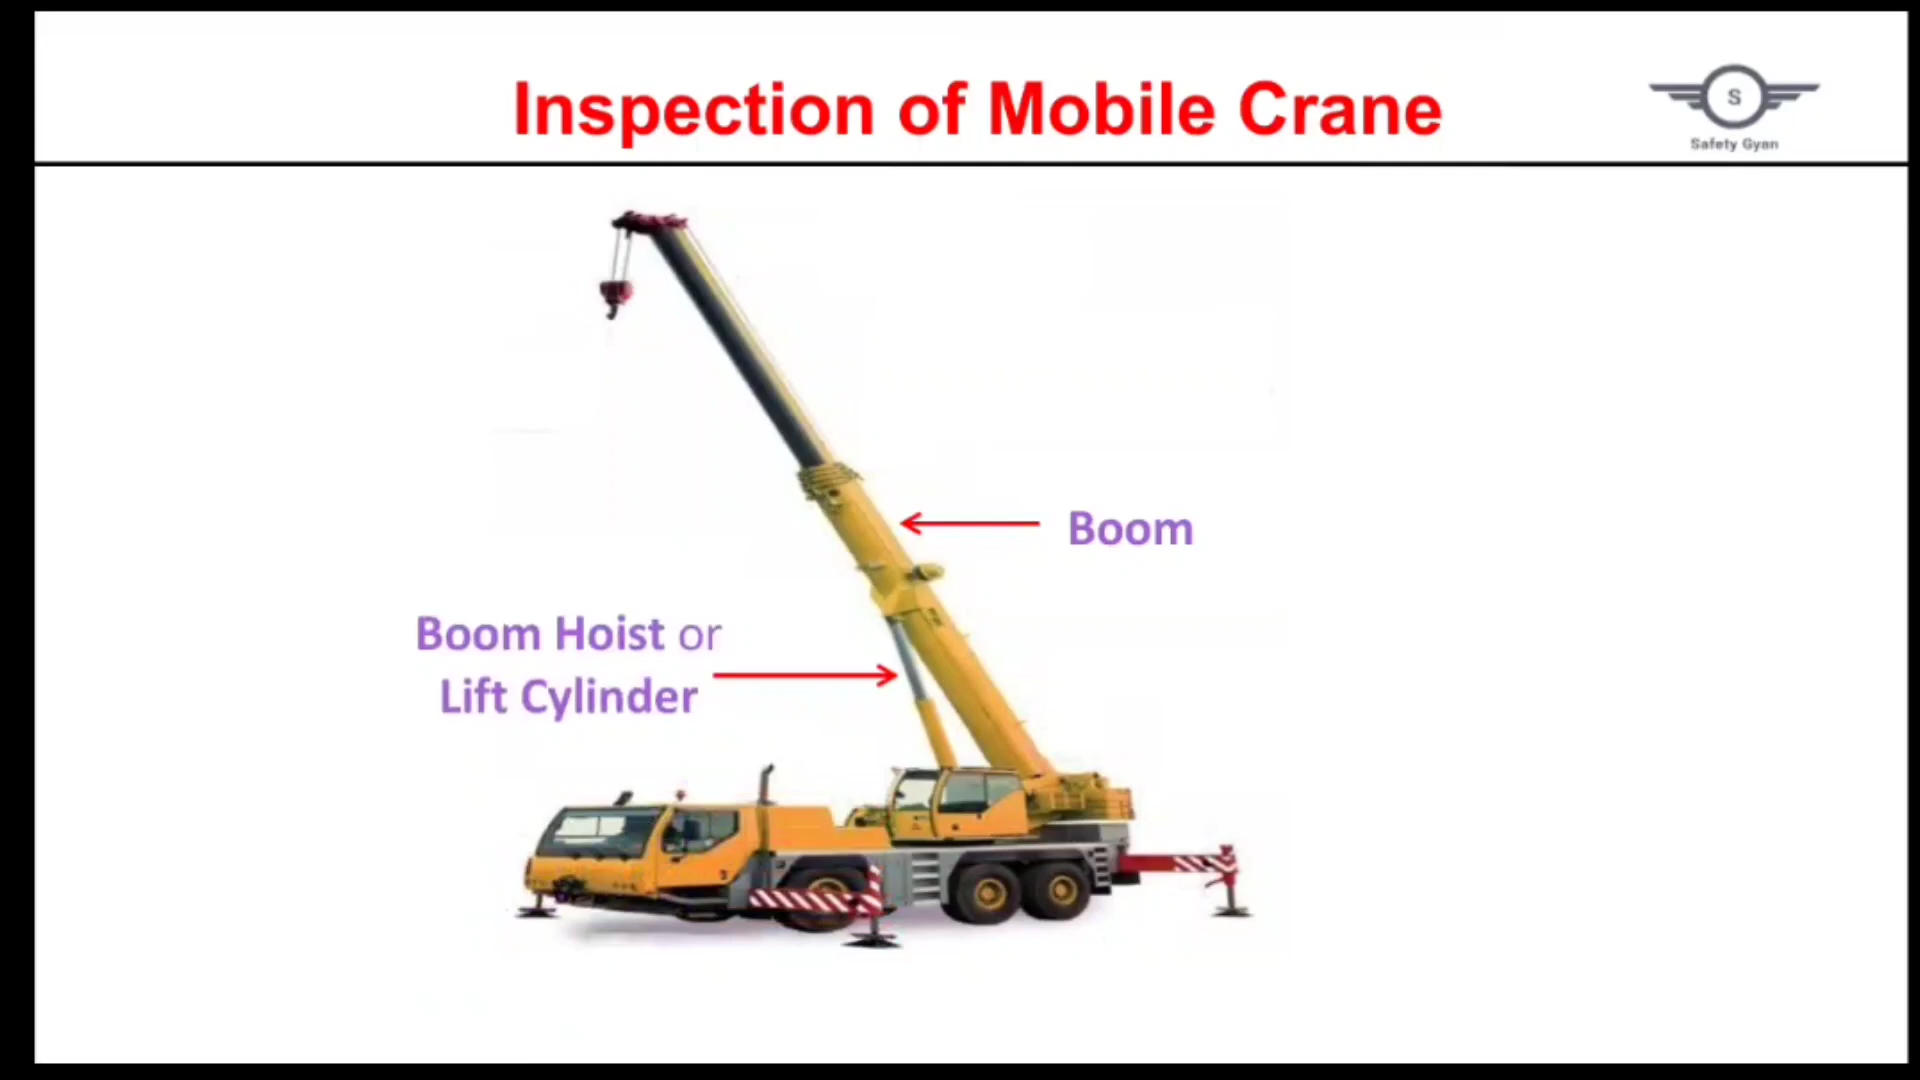 Inspection of Mobile Crane
S
Safety Gyan
Boom
Boom Hoist or
Lift Cylinder